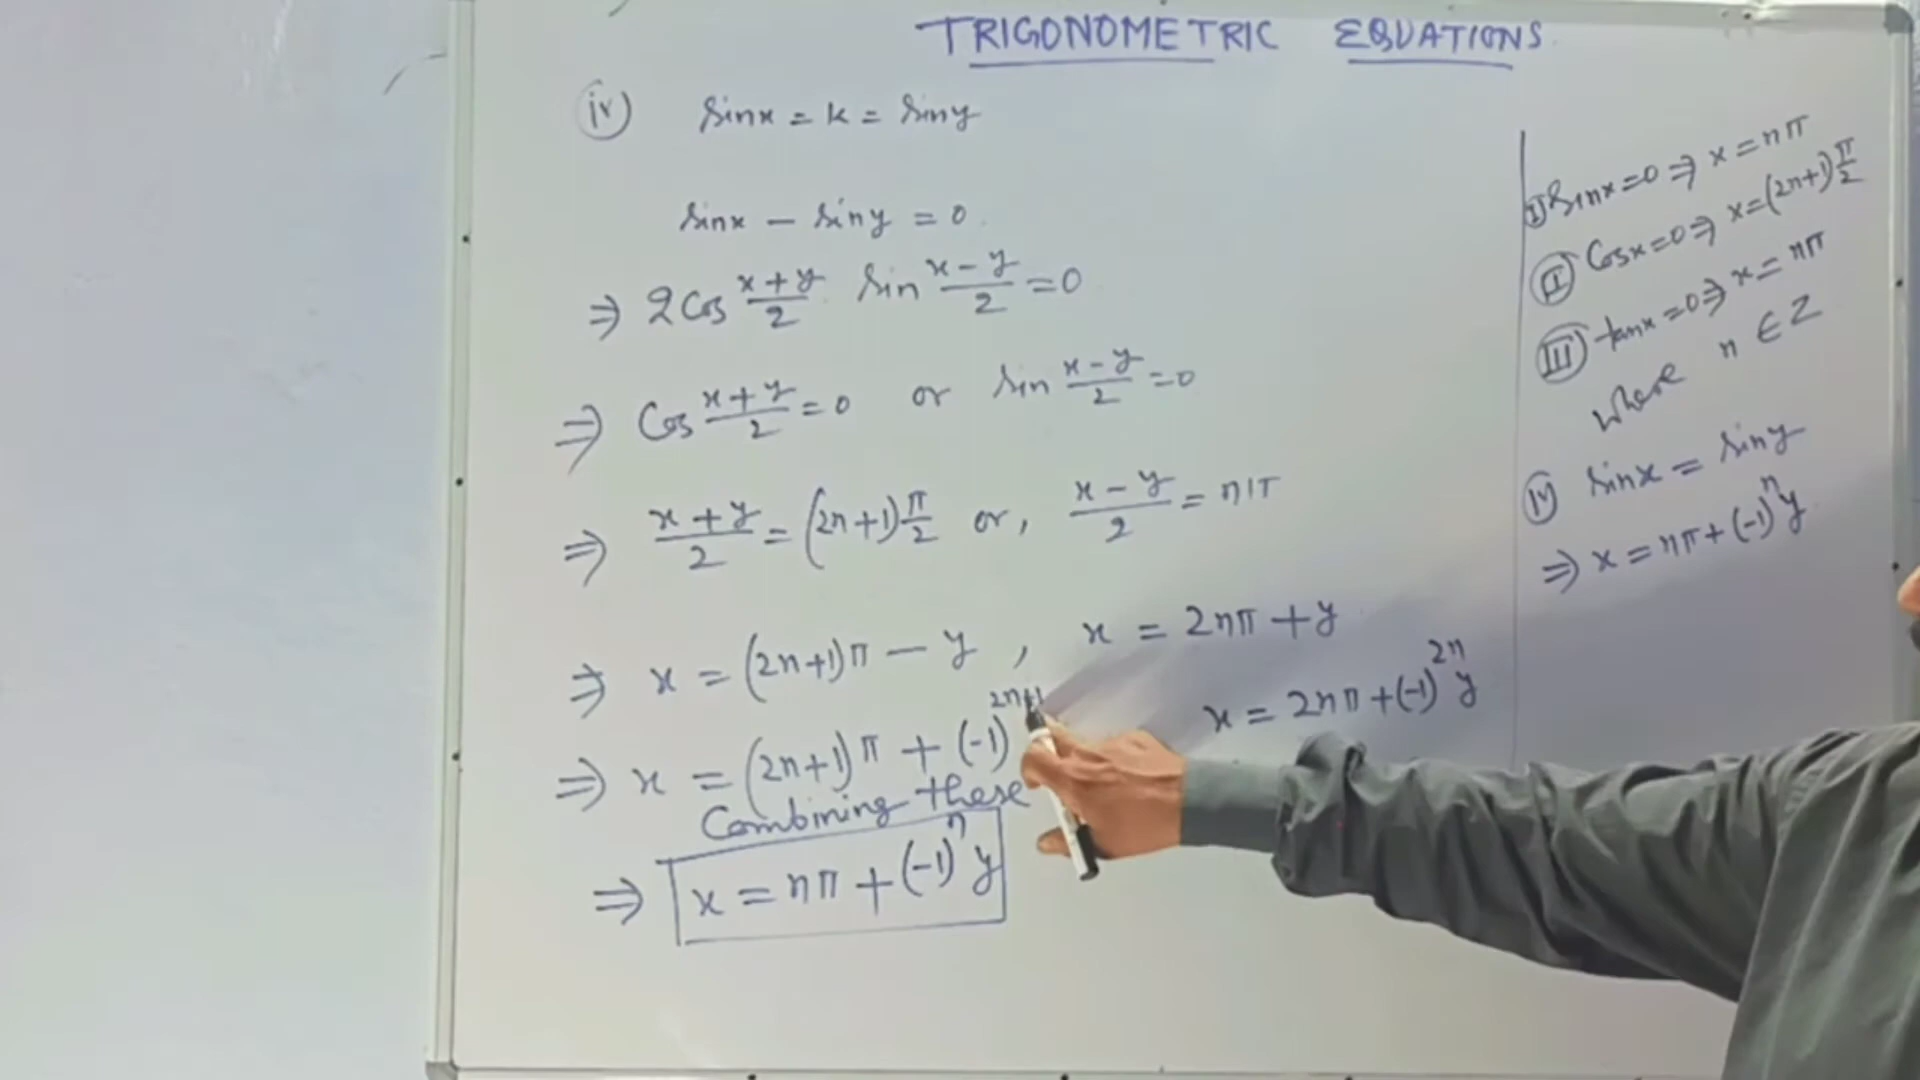 TRIGONOMETRIC EQUATIONS
(iv) sinx = k = siny
sinx - siny = 0
⇒ 2Cos (x+y)/2 sin (x-y)/2 = 0
⇒ Cos (x+y)/2 = 0 or sin (x-y)/2 = 0
⇒ (x+y)/2 = (2n+1)π/2 or, (x-y)/2 = nπ
⇒ x = (2n+1)π - y , x = 2nπ + y
⇒ x = (2n+1)π + (-1)^2n+1
x = 2nπ + (-1)^2n y
Combining these
⇒ x = nπ + (-1)^n y
I) sinx = 0 ⇒ x = nπ
(II) Cosx = 0 ⇒ x = (2n+1)π/2
(III) tanx = 0 ⇒ x = nπ
where n ∈ Z
(IV) sinx = siny
⇒ x = nπ + (-1)^n y